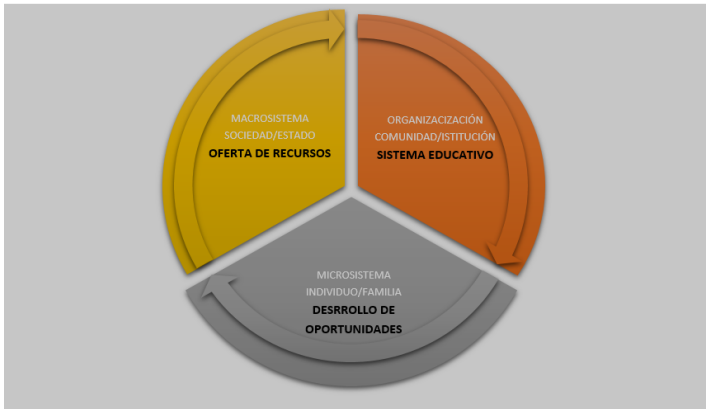 MACROSISTEMA
SOCIEDAD/ESTADO
OFERTA DE RECURSOS
ORGANIZACIZACIÓN
COMUNIDAD/ISTITUCIÓN
SISTEMA EDUCATIVO
MICROSISTEMA
INDIVIDUO/FAMILIA
DESRROLLO DE
OPORTUNIDADES